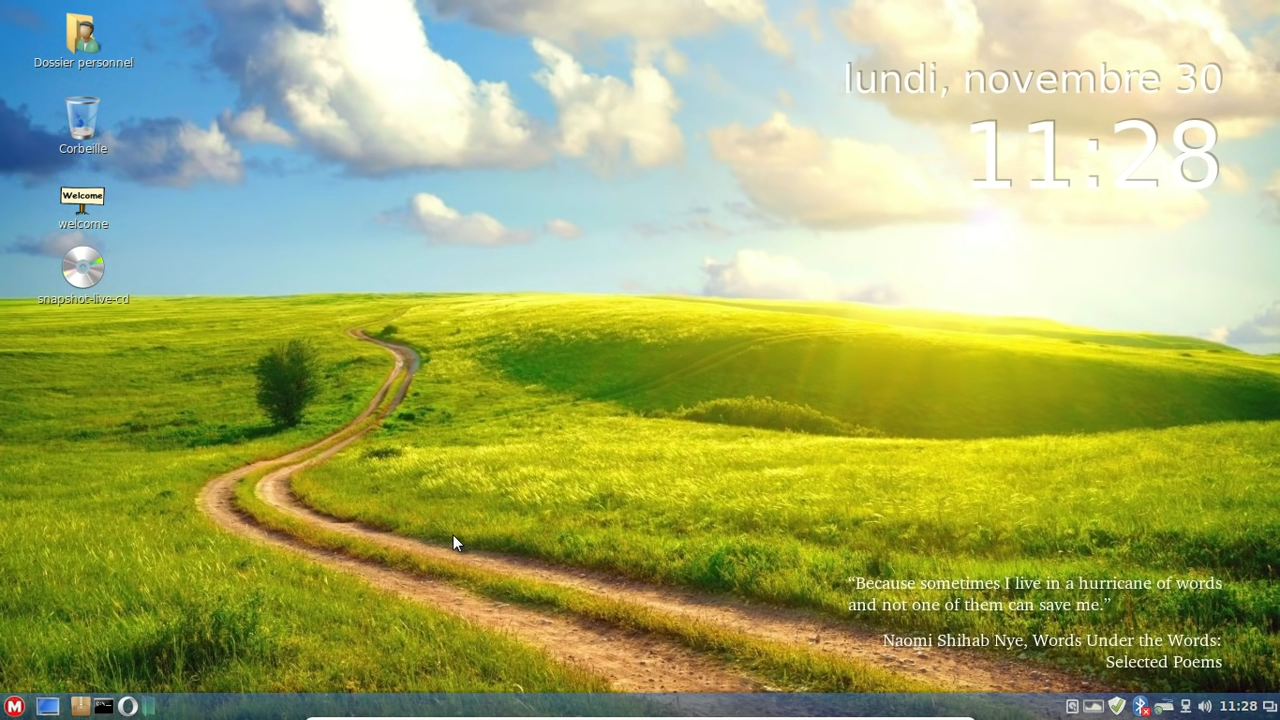 Dossier personnel
Corbeille
Welcome
welcome
snapshot-live-cd
lundi, novembre 30
11:28
“Because sometimes I live in a hurricane of words
and not one of them can save me.”
Naomi Shihab Nye, Words Under the Words:
Selected Poems
11:28